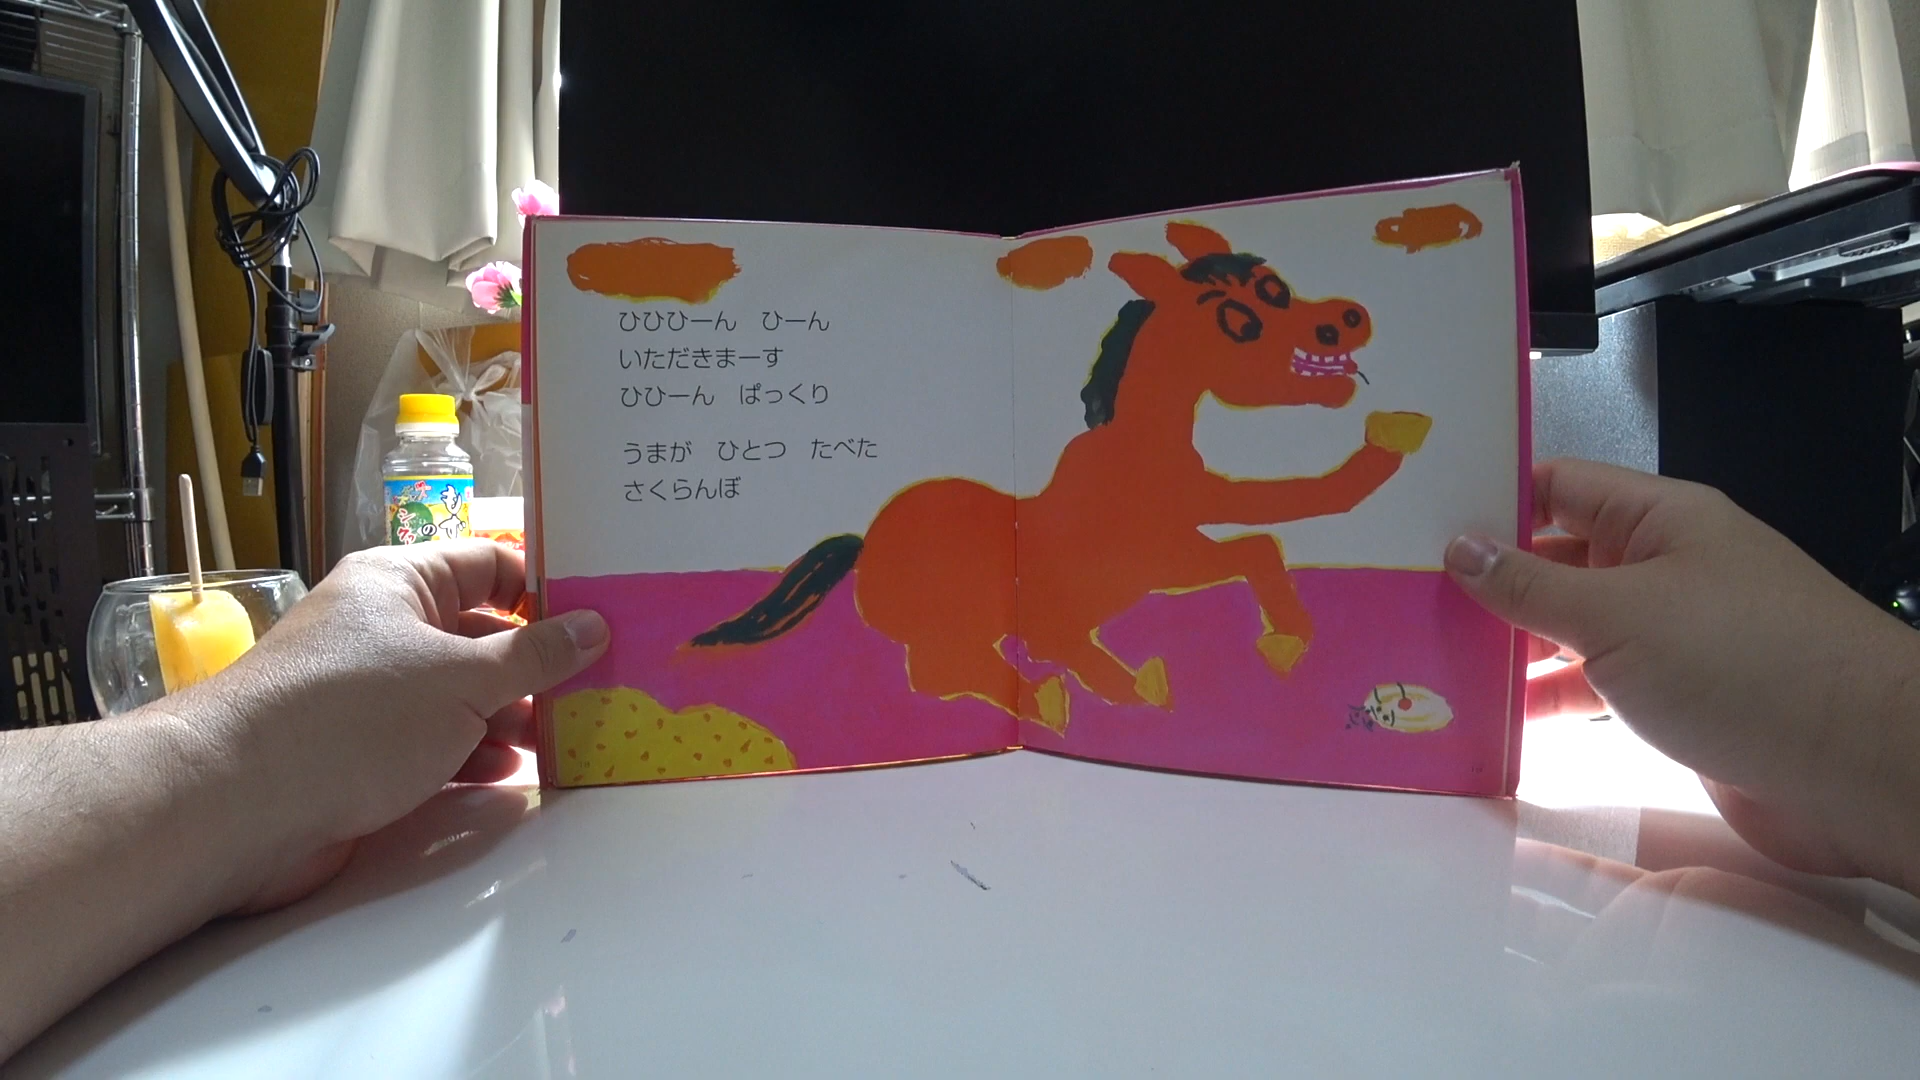 ひひひーん　ひーん
いただきまーす
ひひーん　ぱっくり
うまが　ひとつ　たべた
さくらんぼ